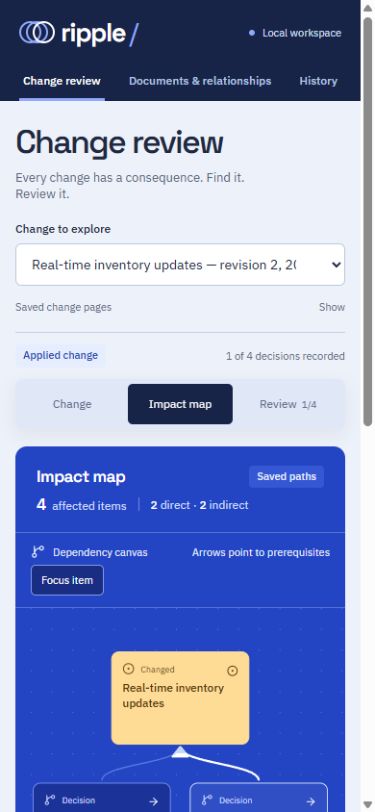 ripple/
Local workspace
Change review
Documents & relationships
History
Change review
Every change has a consequence. Find it.
Review it.
Change to explore
Real-time inventory updates — revision 2, 20
Saved change pages
Show
Applied change
1 of 4 decisions recorded
Change
Impact map
Review 1/4
Impact map
Saved paths
4 affected items
2 direct · 2 indirect
Dependency canvas
Arrows point to prerequisites
Focus item
Changed
Real-time inventory
updates
Decision
Decision